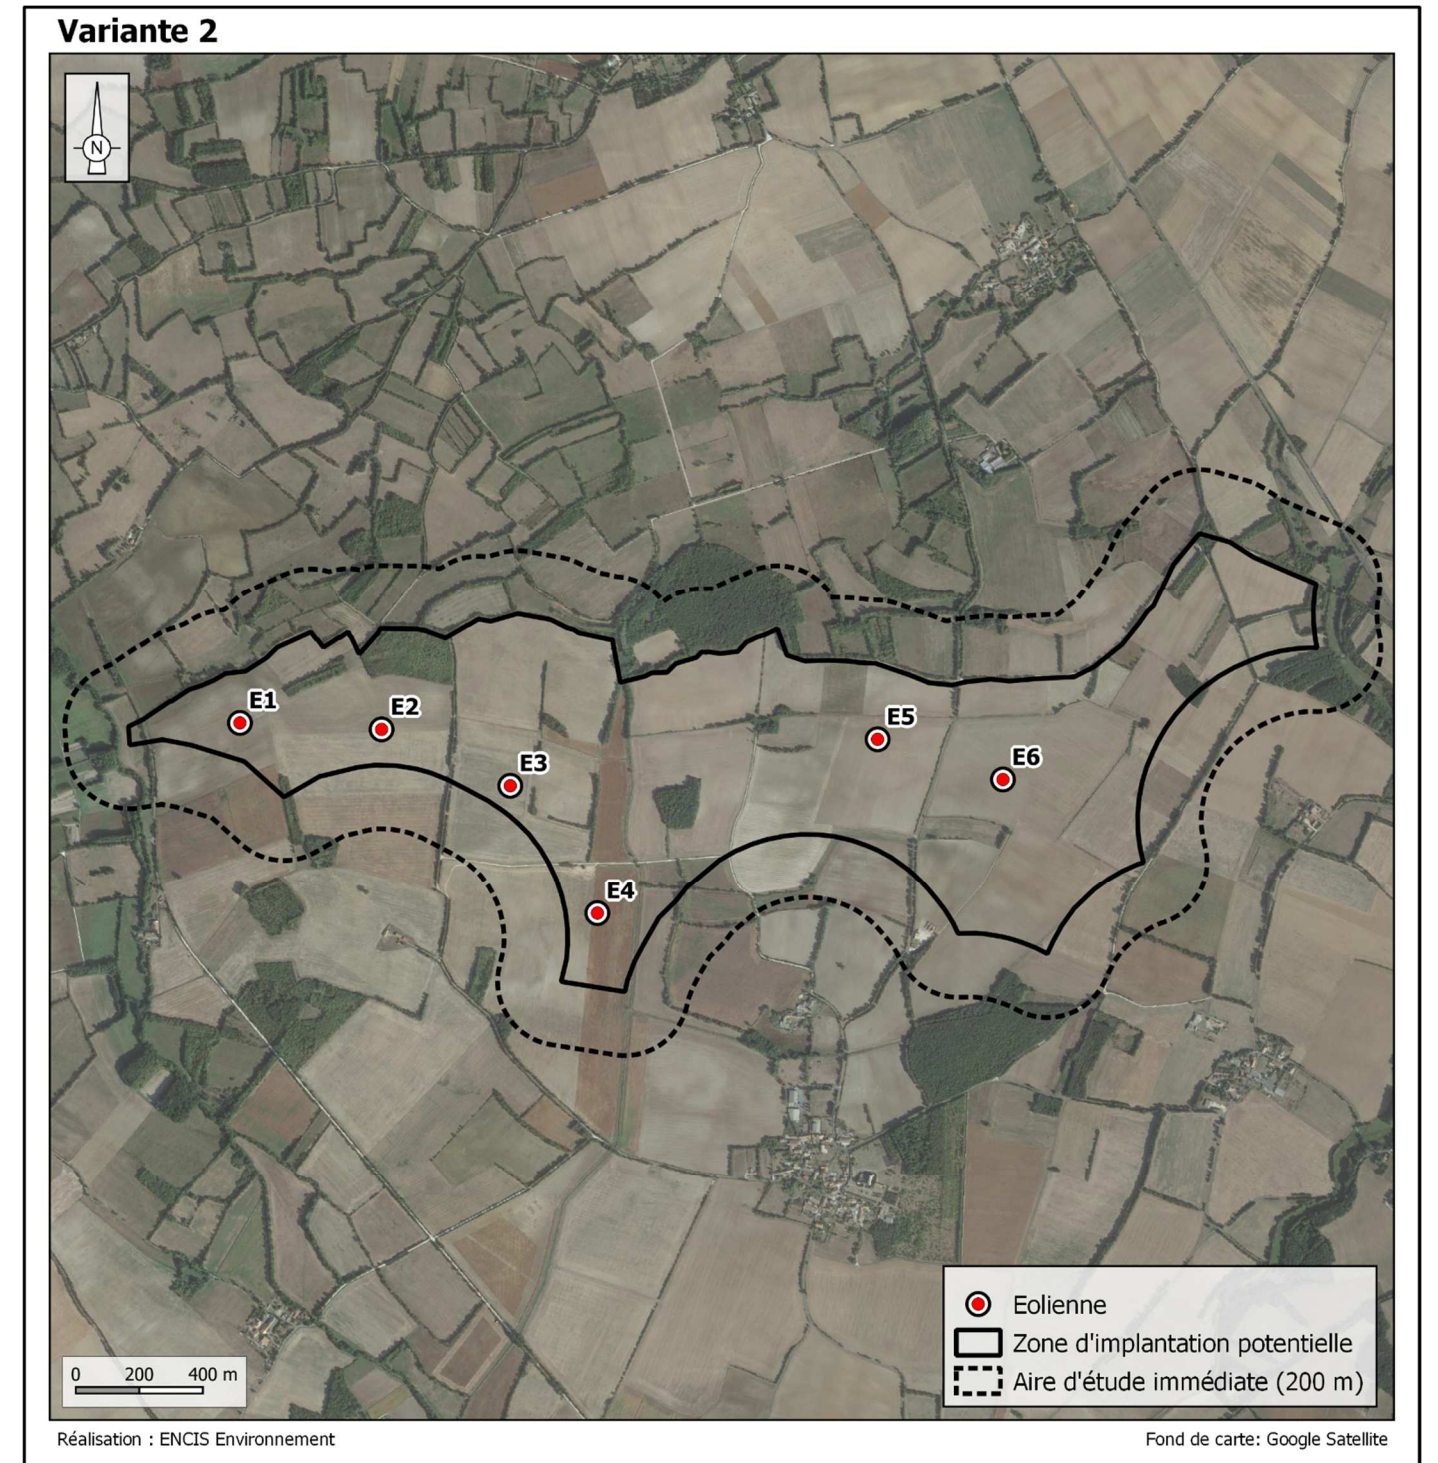 Variante 2
N
E1
E2
E3
E4
E5
E6
Eolienne
Zone d'implantation potentielle
Aire d'étude immédiate (200 m)
0 200 400 m
Réalisation : ENCIS Environnement
Fond de carte: Google Satellite